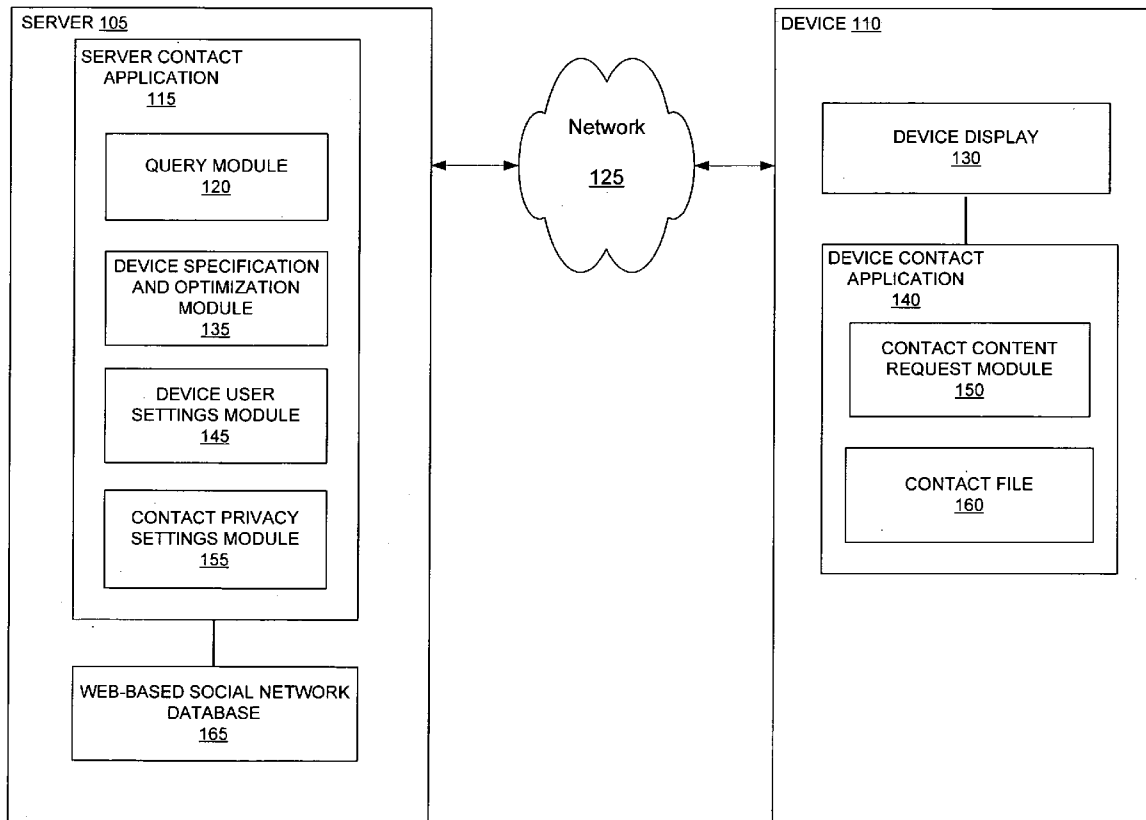 SERVER 105
SERVER CONTACT
APPLICATION
115
QUERY MODULE
120
DEVICE SPECIFICATION
AND OPTIMIZATION
MODULE
135
DEVICE USER
SETTINGS MODULE
145
CONTACT PRIVACY
SETTINGS MODULE
155
WEB-BASED SOCIAL NETWORK
DATABASE
165
Network
125
DEVICE 110
DEVICE DISPLAY
130
DEVICE CONTACT
APPLICATION
140
CONTACT CONTENT
REQUEST MODULE
150
CONTACT FILE
160